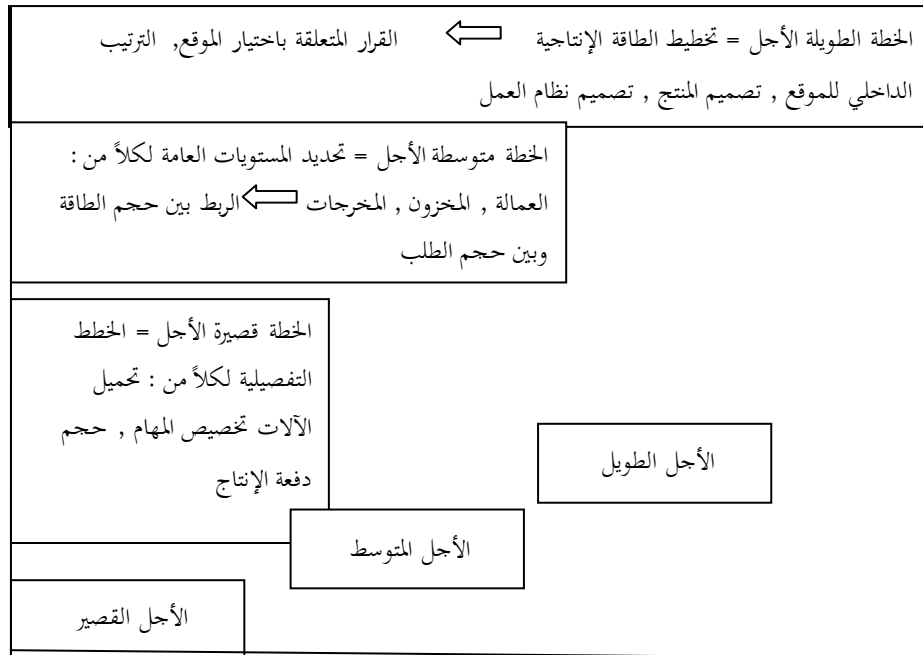 الخطة الطويلة الأجل = تخطيط الطاقة الإنتاجية ⇐ القرار المتعلقة باختيار الموقع, الترتيب
الداخلي للموقع , تصميم المنتج , تصميم نظام العمل
الخطة متوسطة الأجل = تحديد المستويات العامة لكلاً من :
العمالة , المخزون , المخرجات ⇐ الربط بين حجم الطاقة
وبين حجم الطلب
الخطة قصيرة الأجل = الخطط
التفصيلية لكلاً من : تحميل
الآلات تخصيص المهام , حجم
دفعة الإنتاج
الأجل الطويل
الأجل المتوسط
الأجل القصير